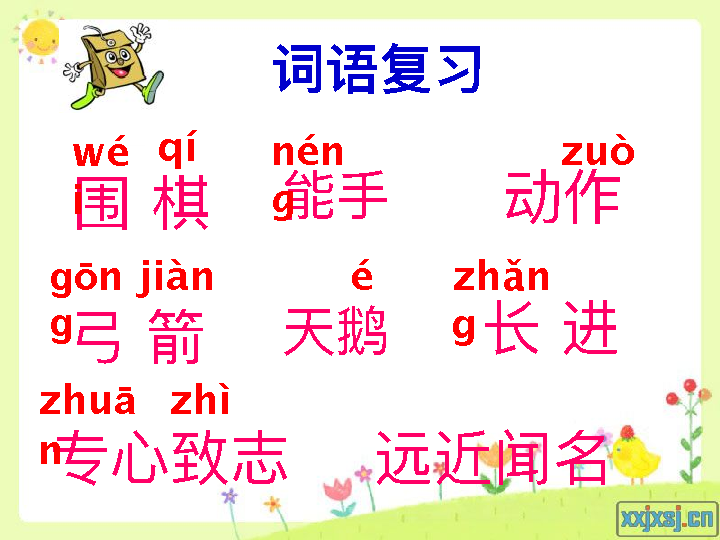 词语复习
wéi qí néng zuò
围 棋 能手 动作
gōng jiàn é zhǎng
弓 箭 天鹅 长 进
zhuān zhì
专心致志 远近闻名
xxjxsj.cn